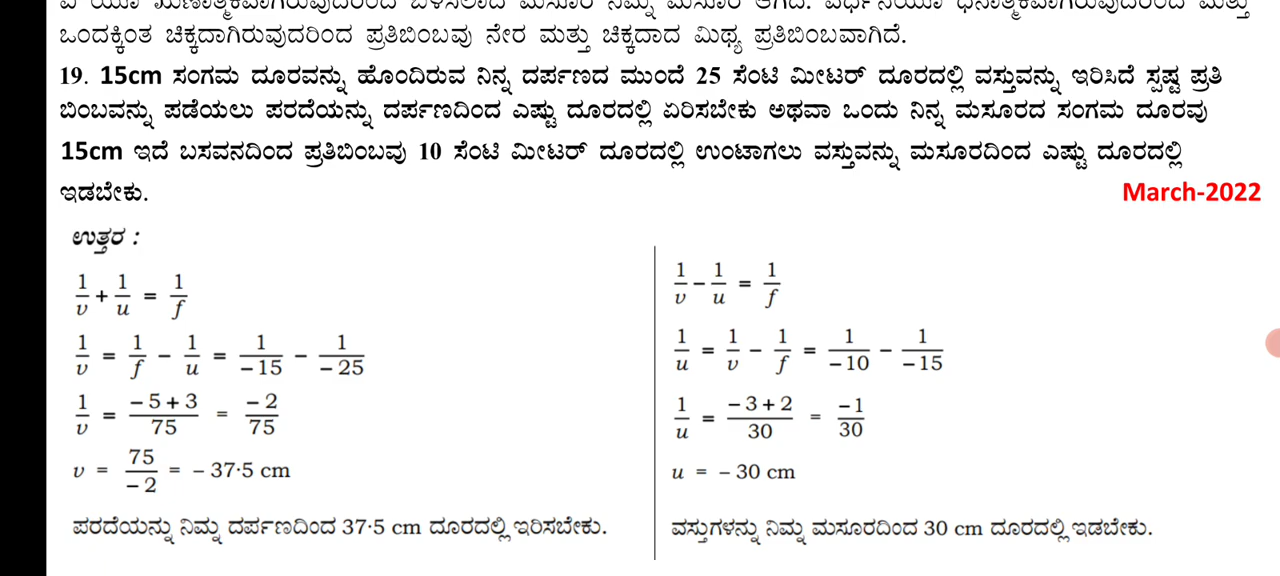 ಒಂದಕ್ಕಿಂತ ಚಿಕ್ಕದಾಗಿರುವುದರಿಂದ ಪ್ರತಿಬಿಂಬವು ನೇರ ಮತ್ತು ಚಿಕ್ಕದಾದ ಮಿಥ್ಯ ಪ್ರತಿಬಿಂಬವಾಗಿದೆ.
19. 15cm ಸಂಗಮ ದೂರವನ್ನು ಹೊಂದಿರುವ ನಿನ್ನ ದರ್ಪಣದ ಮುಂದೆ 25 ಸೆಂಟಿ ಮೀಟರ್ ದೂರದಲ್ಲಿ ವಸ್ತುವನ್ನು ಇರಿಸಿದೆ ಸ್ಪಷ್ಟ ಪ್ರತಿ
ಬಿಂಬವನ್ನು ಪಡೆಯಲು ಪರದೆಯನ್ನು ದರ್ಪಣದಿಂದ ಎಷ್ಟು ದೂರದಲ್ಲಿ ಏರಿಸಬೇಕು ಅಥವಾ ಒಂದು ನಿನ್ನ ಮಸೂರದ ಸಂಗಮ ದೂರವು
15cm ಇದೆ ಬಸವನದಿಂದ ಪ್ರತಿಬಿಂಬವು 10 ಸೆಂಟಿ ಮೀಟರ್ ದೂರದಲ್ಲಿ ಉಂಟಾಗಲು ವಸ್ತುವನ್ನು ಮಸೂರದಿಂದ ಎಷ್ಟು ದೂರದಲ್ಲಿ
ಇಡಬೇಕು. March-2022
ಉತ್ತರ :
1/v + 1/u = 1/f
1/v = 1/f − 1/u = 1/−15 − 1/−25
1/v = −5+3/75 = −2/75
v = 75/−2 = − 37·5 cm
ಪರದೆಯನ್ನು ನಿಮ್ನ ದರ್ಪಣದಿಂದ 37·5 cm ದೂರದಲ್ಲಿ ಇರಿಸಬೇಕು.
1/v − 1/u = 1/f
1/u = 1/v − 1/f = 1/−10 − 1/−15
1/u = −3+2/30 = −1/30
u = − 30 cm
ವಸ್ತುಗಳನ್ನು ನಿಮ್ನ ಮಸೂರದಿಂದ 30 cm ದೂರದಲ್ಲಿ ಇಡಬೇಕು.